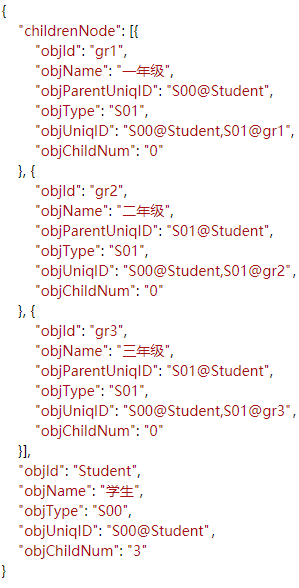 {
"childrenNode": [{
"objId": "gr1",
"objName": "一年级",
"objParentUniqID": "S00@Student",
"objType": "S01",
"objUniqID": "S00@Student,S01@gr1",
"objChildNum": "0"
}, {
"objId": "gr2",
"objName": "二年级",
"objParentUniqID": "S01@Student",
"objType": "S01",
"objUniqID": "S00@Student,S01@gr2",
"objChildNum": "0"
}, {
"objId": "gr3",
"objName": "三年级",
"objParentUniqID": "S01@Student",
"objType": "S01",
"objUniqID": "S00@Student,S01@gr3",
"objChildNum": "0"
}],
"objId": "Student",
"objName": "学生",
"objType": "S00",
"objUniqID": "S00@Student",
"objChildNum": "3"
}